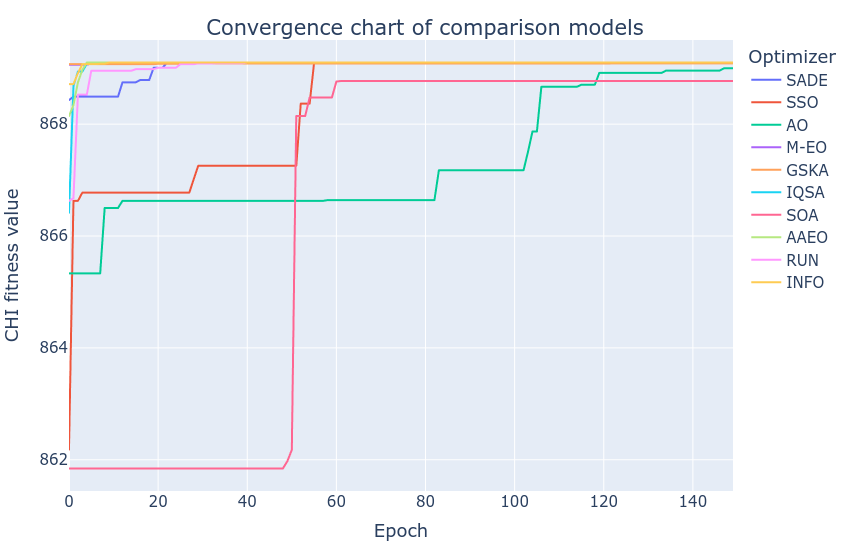 Convergence chart of comparison models
CHI fitness value
868
866
864
862
0 20 40 60 80 100 120 140
Epoch
Optimizer
SADE
SSO
AO
M-EO
GSKA
IQSA
SOA
AAEO
RUN
INFO